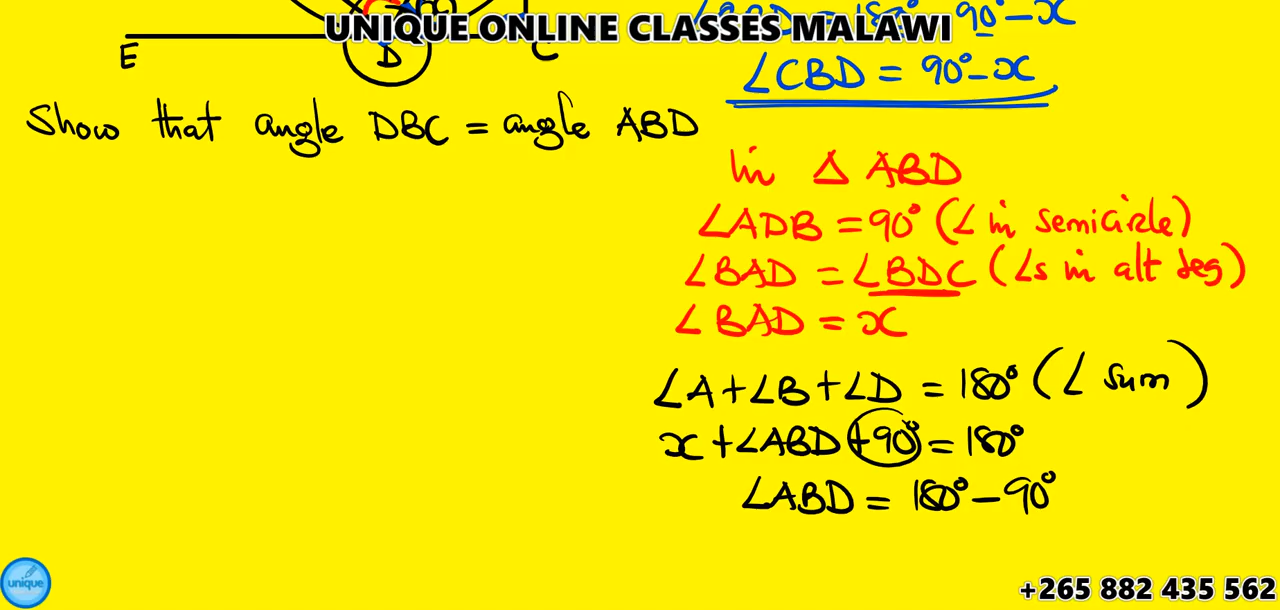 UNIQUE ONLINE CLASSES MALAWI
E
D
C
Show that angle DBC = angle ABD
∠CBD = 90° - x
In Δ ABD
∠ADB = 90° (∠ in semicircle)
∠BAD = ∠BDC (∠s in alt seg)
∠BAD = x
∠A + ∠B + ∠D = 180° (∠ sum)
x + ∠ABD + 90° = 180°
∠ABD = 180° - 90°
unique
+265 882 435 562